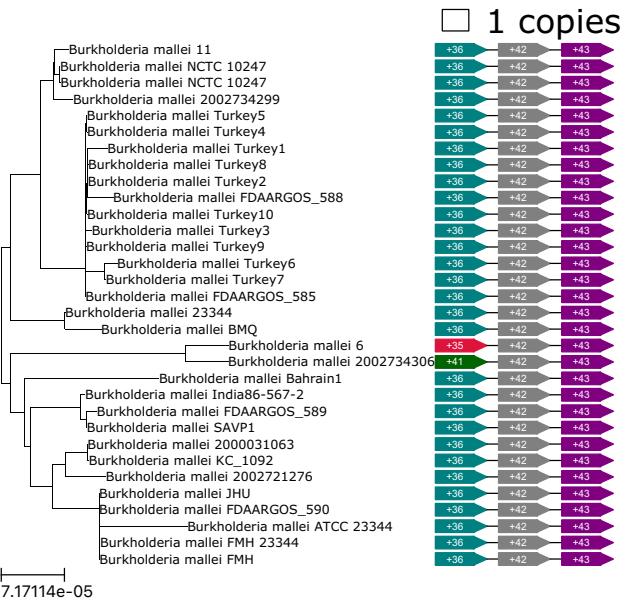 1 copies
Burkholderia mallei 11 +36 +42 +43
Burkholderia mallei NCTC 10247 +36 +42 +43
Burkholderia mallei NCTC 10247 +36 +42 +43
Burkholderia mallei 2002734299 +36 +42 +43
Burkholderia mallei Turkey5 +36 +42 +43
Burkholderia mallei Turkey4 +36 +42 +43
Burkholderia mallei Turkey1 +36 +42 +43
Burkholderia mallei Turkey8 +36 +42 +43
Burkholderia mallei Turkey2 +36 +42 +43
Burkholderia mallei FDAARGOS_588 +36 +42 +43
Burkholderia mallei Turkey10 +36 +42 +43
Burkholderia mallei Turkey3 +36 +42 +43
Burkholderia mallei Turkey9 +36 +42 +43
Burkholderia mallei Turkey6 +36 +42 +43
Burkholderia mallei Turkey7 +36 +42 +43
Burkholderia mallei FDAARGOS_585 +36 +42 +43
Burkholderia mallei 23344 +36 +42 +43
Burkholderia mallei BMQ +36 +42 +43
Burkholderia mallei 6 +35 +42 +43
Burkholderia mallei 2002734306 +41 +42 +43
Burkholderia mallei Bahrain1 +36 +42 +43
Burkholderia mallei India86-567-2 +36 +42 +43
Burkholderia mallei FDAARGOS_589 +36 +42 +43
Burkholderia mallei SAVP1 +36 +42 +43
Burkholderia mallei 2000031063 +36 +42 +43
Burkholderia mallei KC_1092 +36 +42 +43
Burkholderia mallei 2002721276 +36 +42 +43
Burkholderia mallei JHU +36 +42 +43
Burkholderia mallei FDAARGOS_590 +36 +42 +43
Burkholderia mallei ATCC 23344 +36 +42 +43
Burkholderia mallei FMH 23344 +36 +42 +43
Burkholderia mallei FMH +36 +42 +43
7.17114e-05